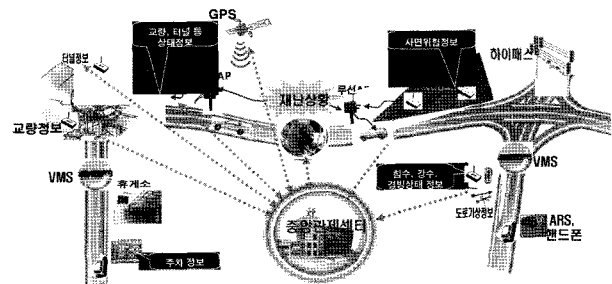 GPS
교량, 터널 등
상태정보
사면위험정보
하이패스
터널정보
AP
재난상황
교량정보
VMS
VMS
휴게소
침수, 강수,
결빙상태 정보
도로기상정보
중앙관제센터
ARS,
핸드폰
주차 정보